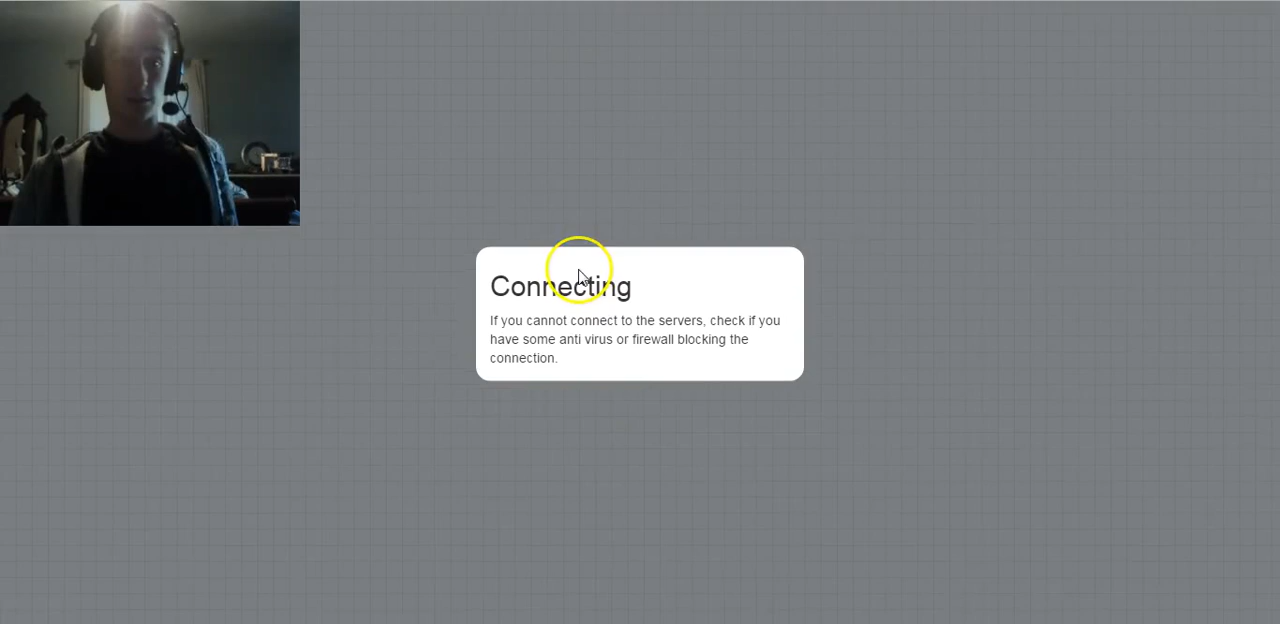 Connecting
If you cannot connect to the servers, check if you
have some anti virus or firewall blocking the
connection.